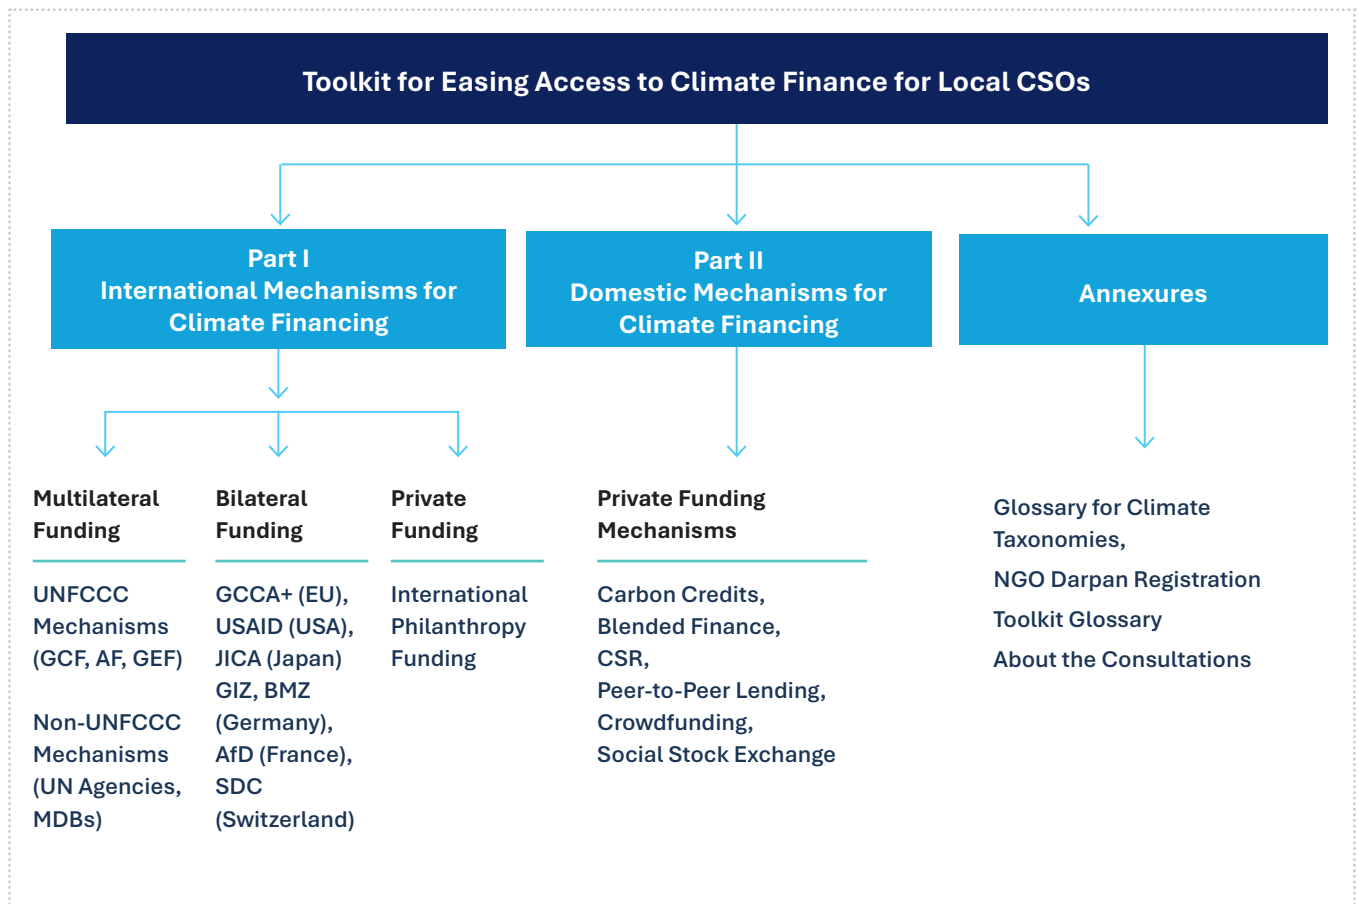 Toolkit for Easing Access to Climate Finance for Local CSOs
Part I
International Mechanisms for
Climate Financing
Part II
Domestic Mechanisms for
Climate Financing
Annexures
Multilateral
Funding
UNFCCC
Mechanisms
(GCF, AF, GEF)
Non-UNFCCC
Mechanisms
(UN Agencies,
MDBs)
Bilateral
Funding
GCCA+ (EU),
USAID (USA),
JICA (Japan)
GIZ, BMZ
(Germany),
AfD (France),
SDC
(Switzerland)
Private
Funding
International
Philanthropy
Funding
Private Funding
Mechanisms
Carbon Credits,
Blended Finance,
CSR,
Peer-to-Peer Lending,
Crowdfunding,
Social Stock Exchange
Glossary for Climate
Taxonomies,
NGO Darpan Registration
Toolkit Glossary
About the Consultations